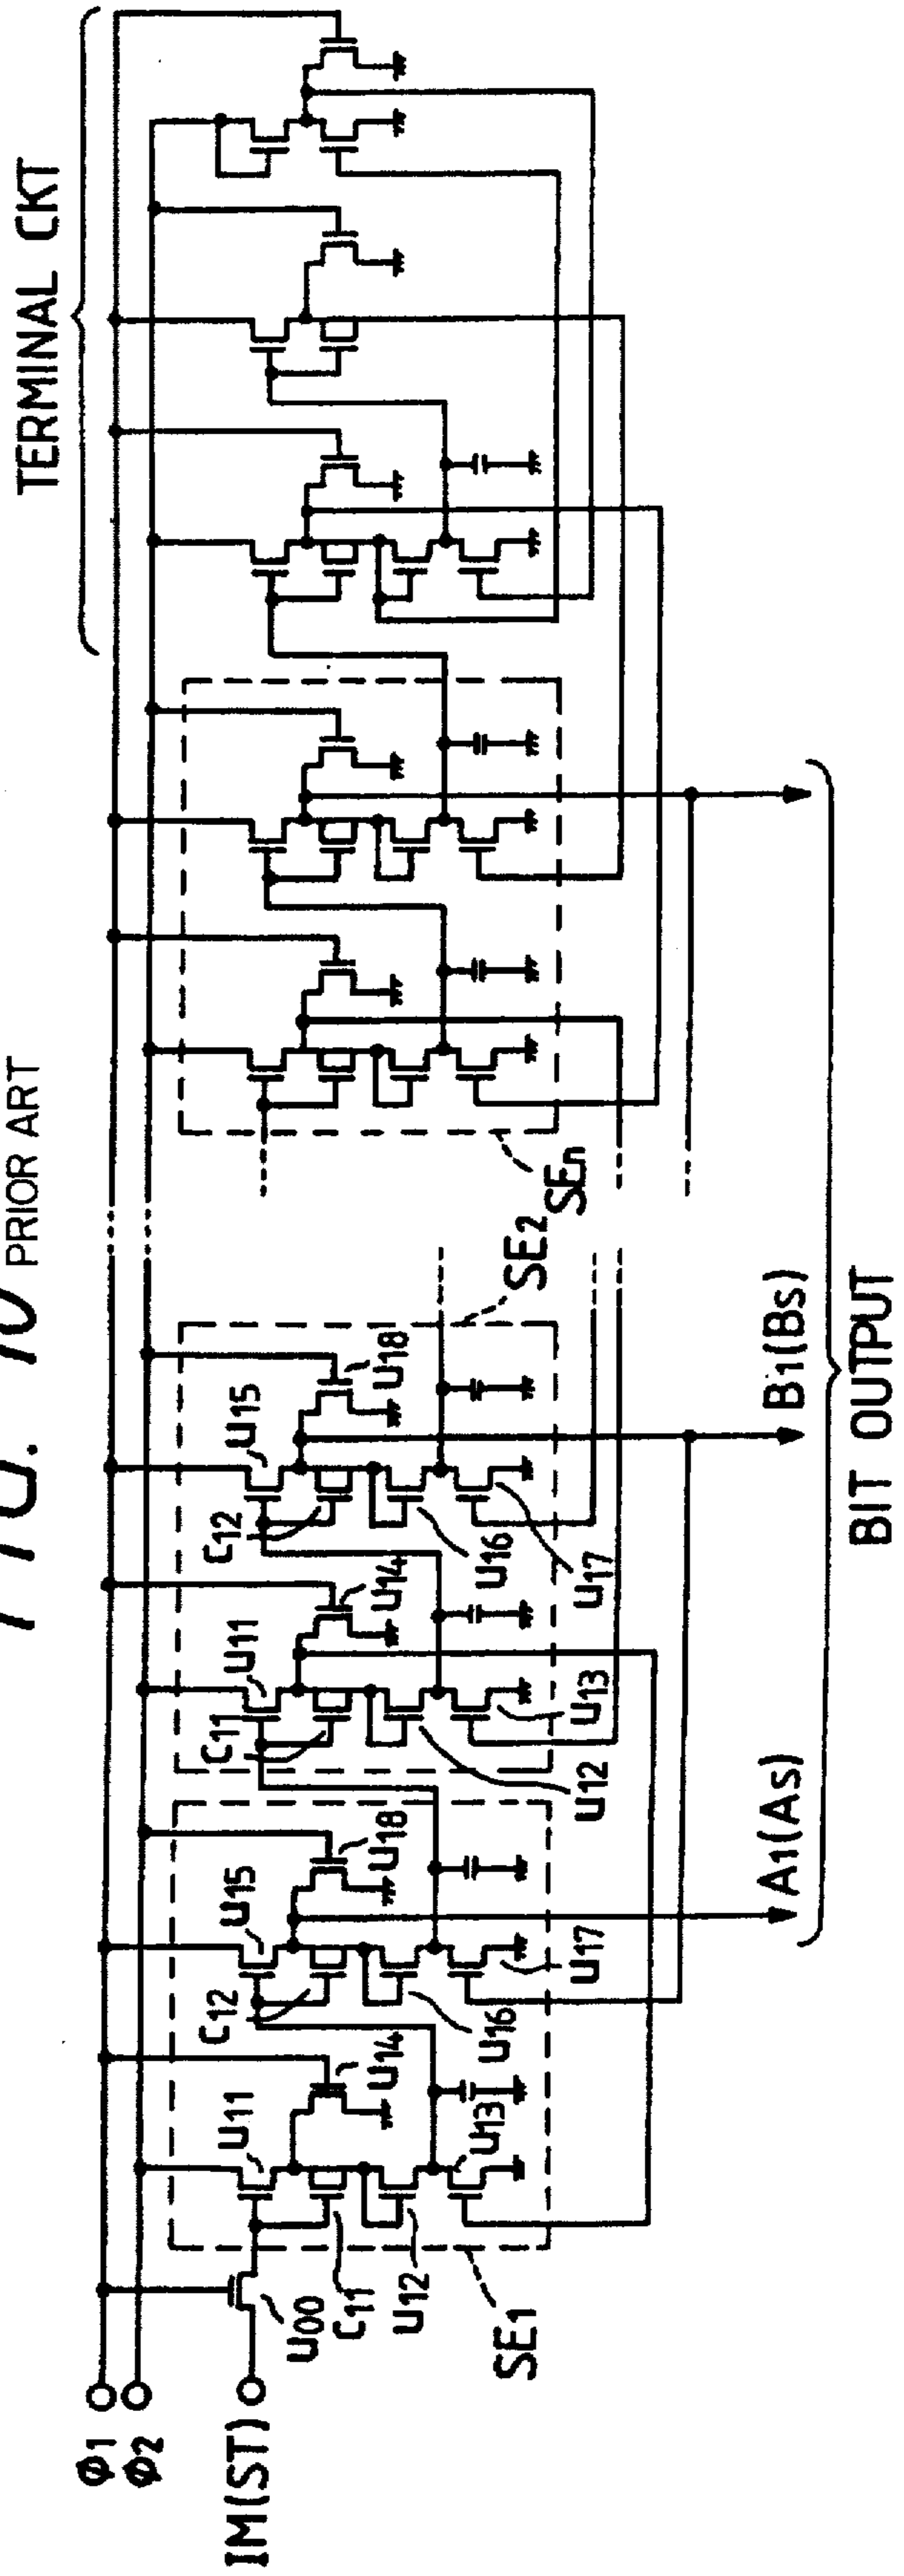 FIG. 10 PRIOR ART
TERMINAL CKT
Φ1
Φ2
IM(ST)
u00
C11
u11
u12
u13
u14
C12
u15
u16
u17
u18
SE1
C11
u11
u12
u13
u14
C12
u15
u16
u17
u18
SE2
SEn
A1(As)
B1(Bs)
BIT OUTPUT